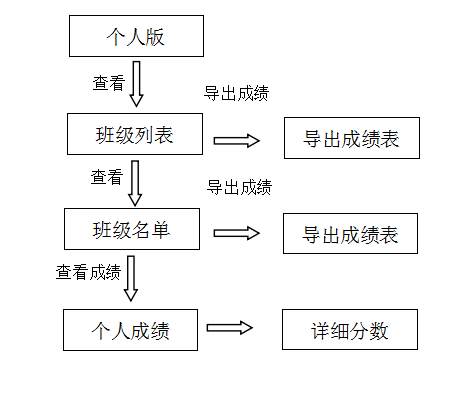 个人版
查看
导出成绩
班级列表
导出成绩表
查看
导出成绩
班级名单
导出成绩表
查看成绩
个人成绩
详细分数